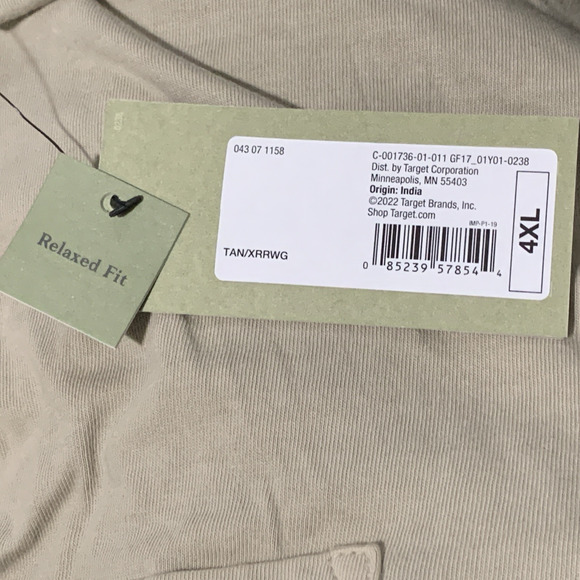 043 07 1158
C-001736-01-011 GF17_01Y01-0238
Dist. by Target Corporation
Minneapolis, MN 55403
Origin: India
©2022 Target Brands, Inc.
Shop Target.com
IMP-P1-19
TAN/XRRWG
0 85239 57854 4
4XL
Relaxed Fit